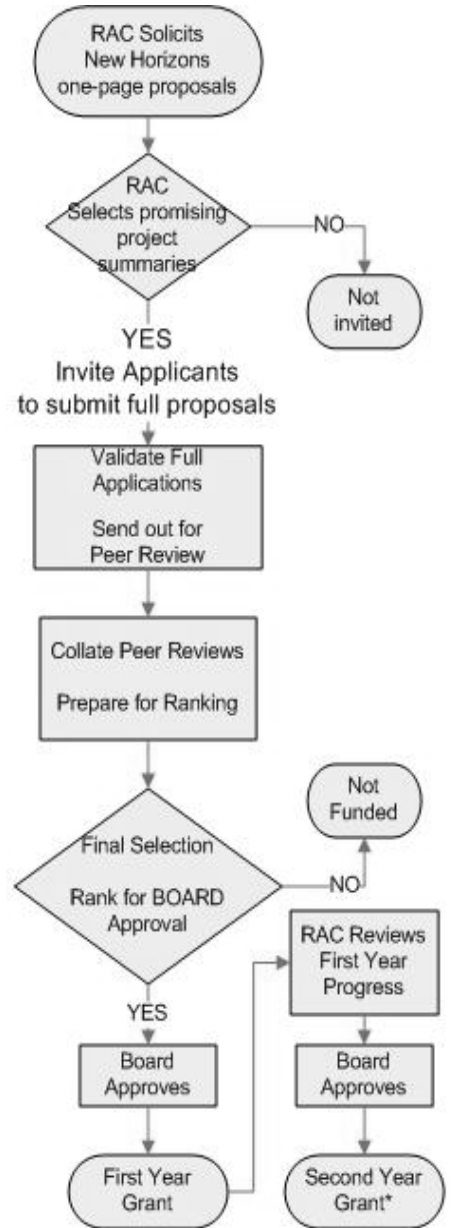 RAC Solicits
New Horizons
one-page proposals
RAC
Selects promising
project
summaries
NO
Not
invited
YES
Invite Applicants
to submit full proposals
Validate Full
Applications
Send out for
Peer Review
Collate Peer Reviews
Prepare for Ranking
Not
Funded
Final Selection
Rank for BOARD
Approval
NO
RAC Reviews
First Year
Progress
YES
Board
Approves
Board
Approves
First Year
Grant
Second Year
Grant*